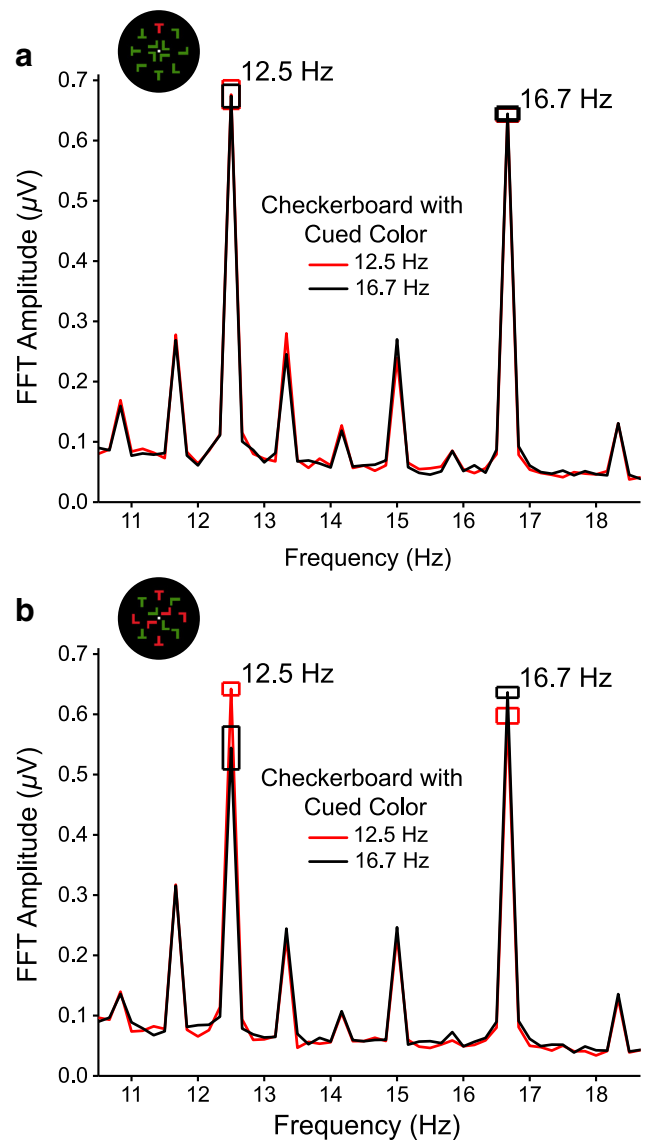 a
12.5 Hz
16.7 Hz
Checkerboard with
Cued Color
12.5 Hz
16.7 Hz
FFT Amplitude (µV)
0.7
0.6
0.5
0.4
0.3
0.2
0.1
0.0
11 12 13 14 15 16 17 18
Frequency (Hz)
b
12.5 Hz
16.7 Hz
Checkerboard with
Cued Color
12.5 Hz
16.7 Hz
FFT Amplitude (µV)
0.7
0.6
0.5
0.4
0.3
0.2
0.1
0.0
11 12 13 14 15 16 17 18
Frequency (Hz)